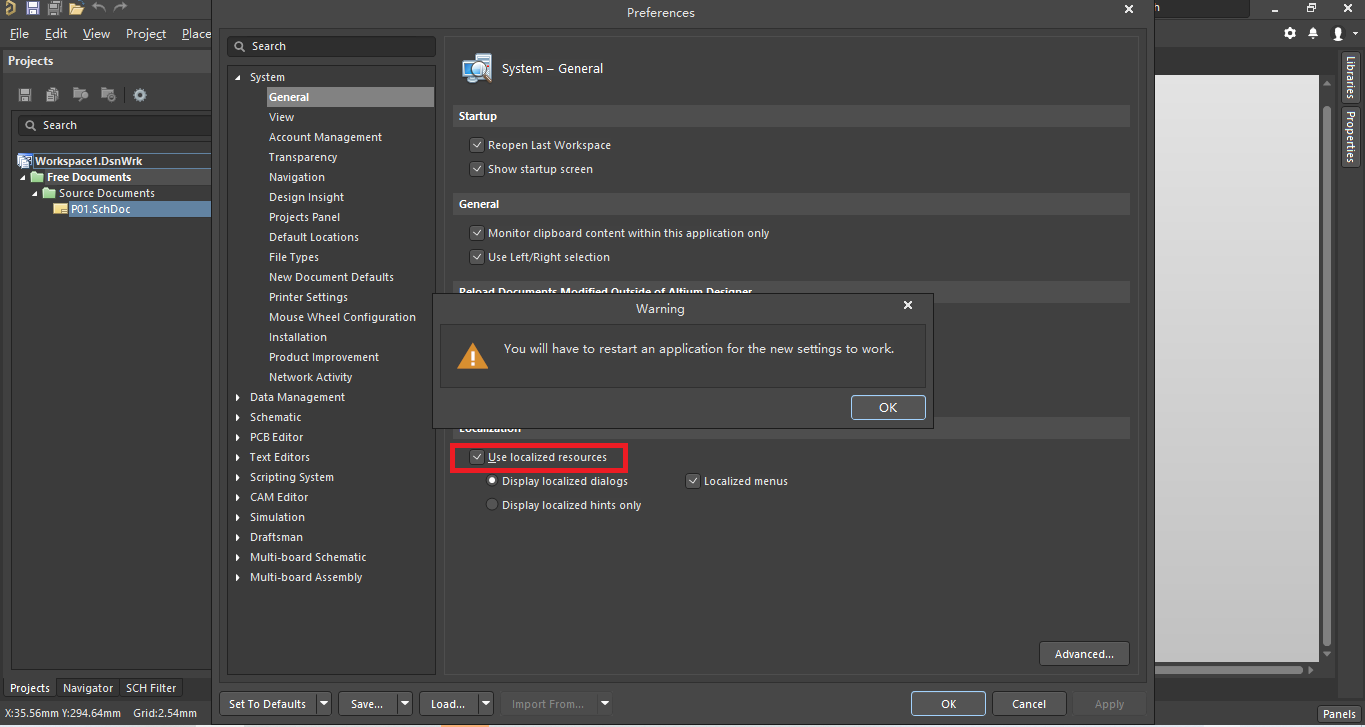 Preferences
h
File Edit View Project Place
Projects
Search
Workspace1.DsnWrk
Free Documents
Source Documents
P01.SchDoc
Projects Navigator SCH Filter
X:35.56mm Y:294.64mm Grid:2.54mm
Search
System
General
View
Account Management
Transparency
Navigation
Design Insight
Projects Panel
Default Locations
File Types
New Document Defaults
Printer Settings
Mouse Wheel Configuration
Installation
Product Improvement
Network Activity
Data Management
Schematic
PCB Editor
Text Editors
Scripting System
CAM Editor
Simulation
Draftsman
Multi-board Schematic
Multi-board Assembly
System – General
Startup
Reopen Last Workspace
Show startup screen
General
Monitor clipboard content within this application only
Use Left/Right selection
Reload Documents Modified Outside of Altium Designer
Warning
You will have to restart an application for the new settings to work.
OK
Localization
Use localized resources
Display localized dialogs Localized menus
Display localized hints only
Advanced...
Set To Defaults Save... Load... Import From... OK Cancel Apply
Libraries
Properties
Panels